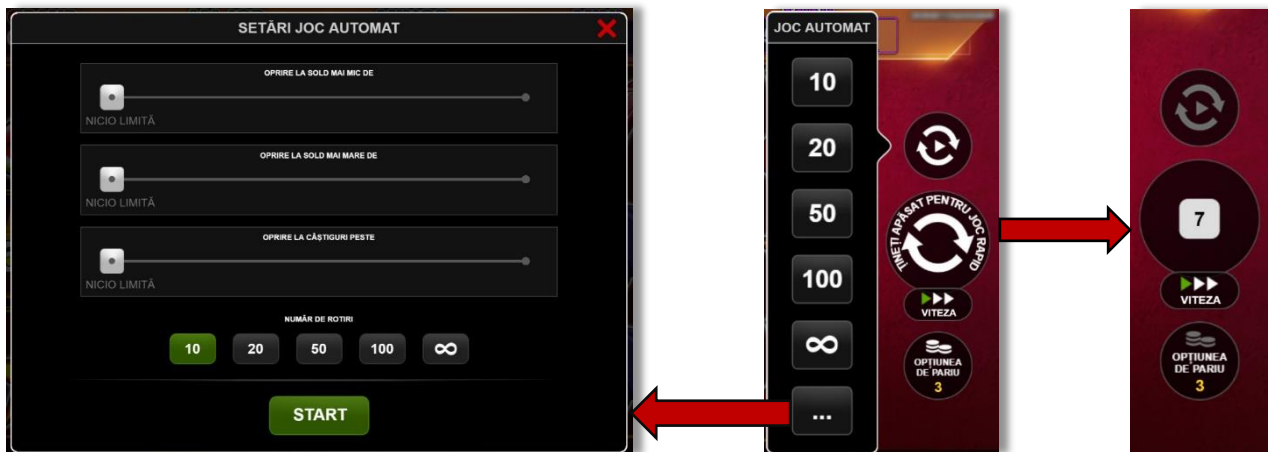 SETĂRI JOC AUTOMAT
OPRIRE LA SOLD MAI MIC DE
NICIO LIMITĂ
OPRIRE LA SOLD MAI MARE DE
NICIO LIMITĂ
OPRIRE LA CÂȘTIGURI PESTE
NICIO LIMITĂ
NUMĂR DE ROTIRI
10 20 50 100 ∞
START
JOC AUTOMAT
10
20
50
100
∞
...
ȚINEȚI APĂSAT PENTRU JOC RAPID
VITEZA
OPȚIUNEA
DE PARIU
3
7
VITEZA
OPȚIUNEA
DE PARIU
3